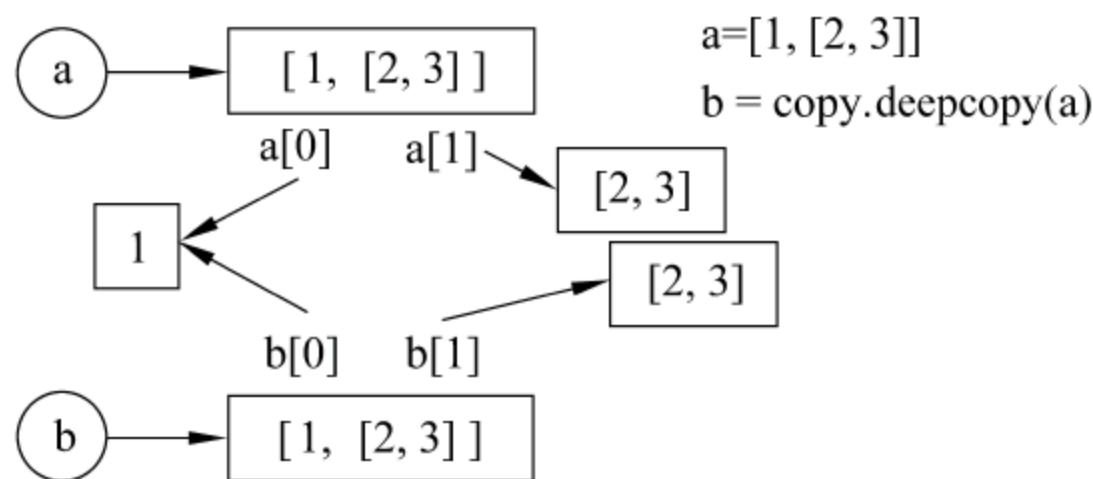 a
[ 1, [2, 3] ]
a=[1, [2, 3]]
b = copy.deepcopy(a)
a[0]
a[1]
[2, 3]
1
[2, 3]
b[0]
b[1]
b
[ 1, [2, 3] ]